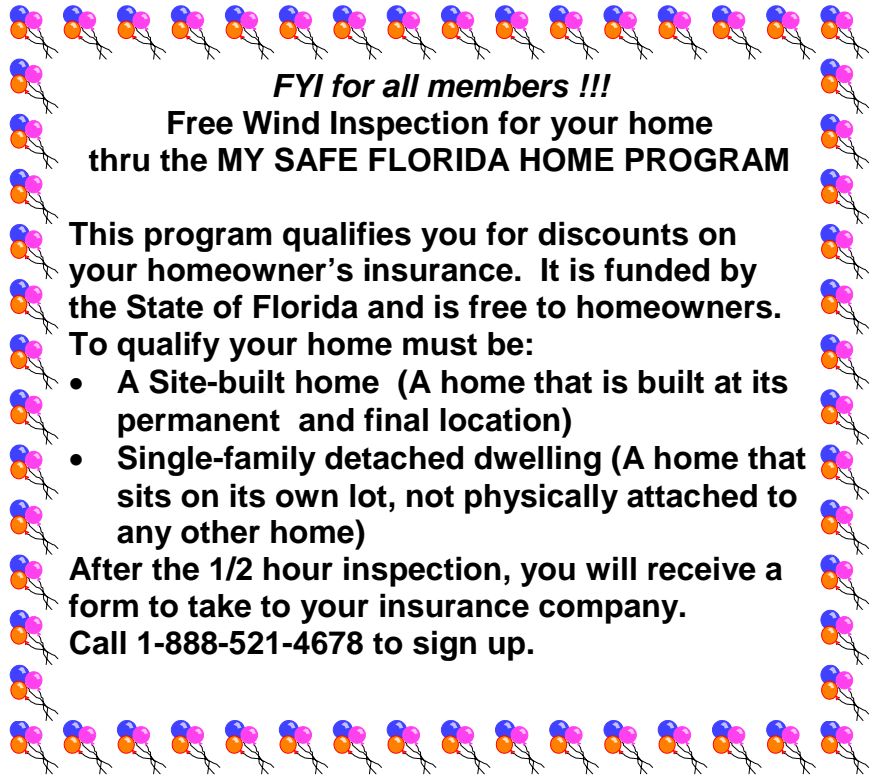 FYI for all members !!!
Free Wind Inspection for your home
thru the MY SAFE FLORIDA HOME PROGRAM
This program qualifies you for discounts on
your homeowner’s insurance.  It is funded by
the State of Florida and is free to homeowners.
To qualify your home must be:
• A Site-built home  (A home that is built at its
permanent  and final location)
• Single-family detached dwelling (A home that
sits on its own lot, not physically attached to
any other home)
After the 1/2 hour inspection, you will receive a
form to take to your insurance company.
Call 1-888-521-4678 to sign up.